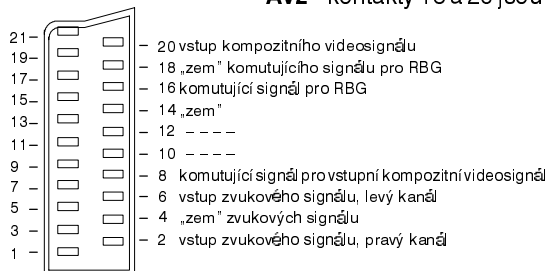 AV2 - kontakty 16 a 20 jsou
21 –
20 vstup kompozitního videosignálu
19 –
18 „zem” komutujícího signálu pro RBG
17 –
16 komutující signál pro RBG
15 –
14 „zem”
13 –
12 – – – –
11 –
10 – – – –
9 –
8 komutující signál pro vstupní kompozitní videosignál
7 –
6 vstup zvukového signálu, levý kanál
5 –
4 „zem” zvukových signálu
3 –
2 vstup zvukového signálu, pravý kanál
1 –